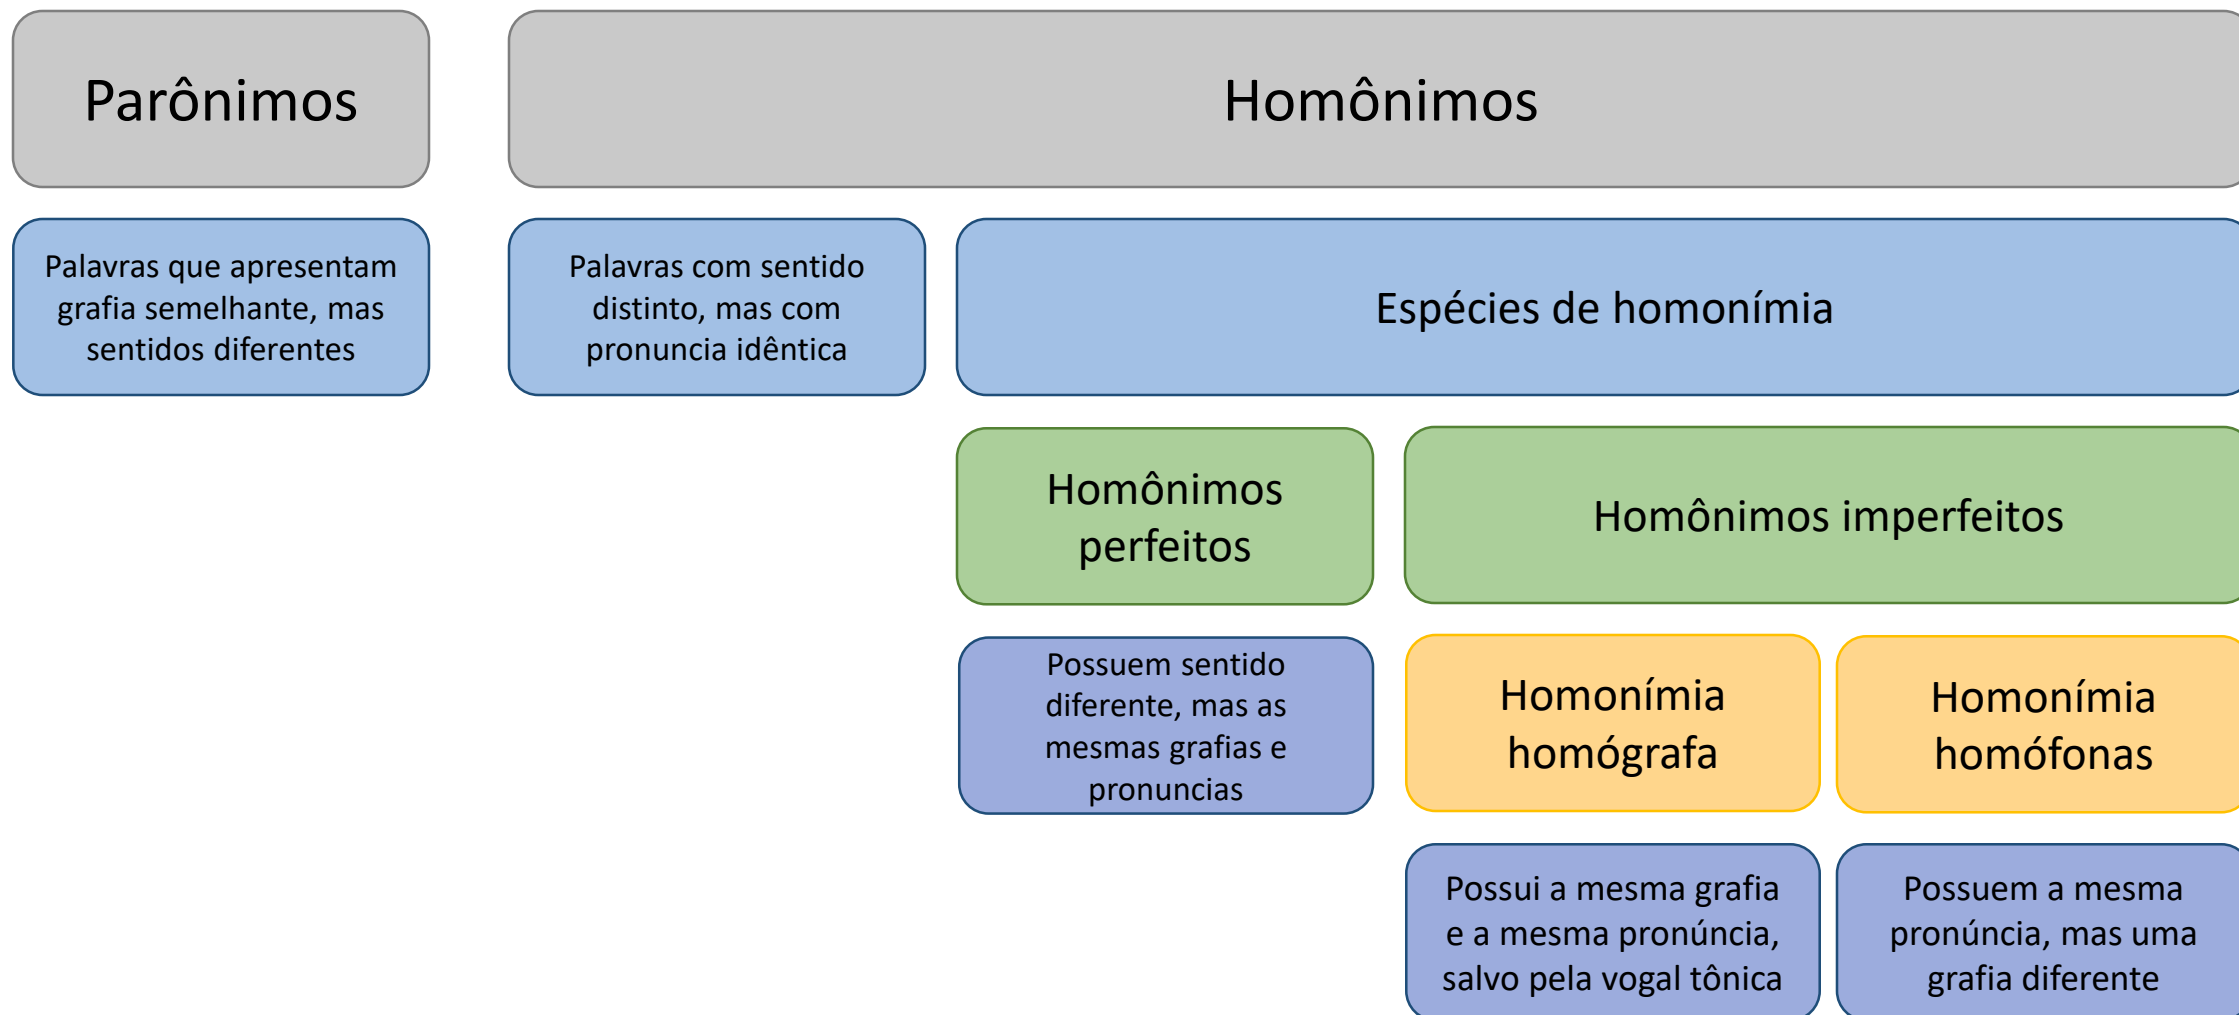 Parônimos
Homônimos
Palavras que apresentam
grafia semelhante, mas
sentidos diferentes
Palavras com sentido
distinto, mas com
pronuncia idêntica
Espécies de homonímia
Homônimos
perfeitos
Homônimos imperfeitos
Possuem sentido
diferente, mas as
mesmas grafias e
pronuncias
Homonímia
homógrafa
Homonímia
homófonas
Possui a mesma grafia
e a mesma pronúncia,
salvo pela vogal tônica
Possuem a mesma
pronúncia, mas uma
grafia diferente